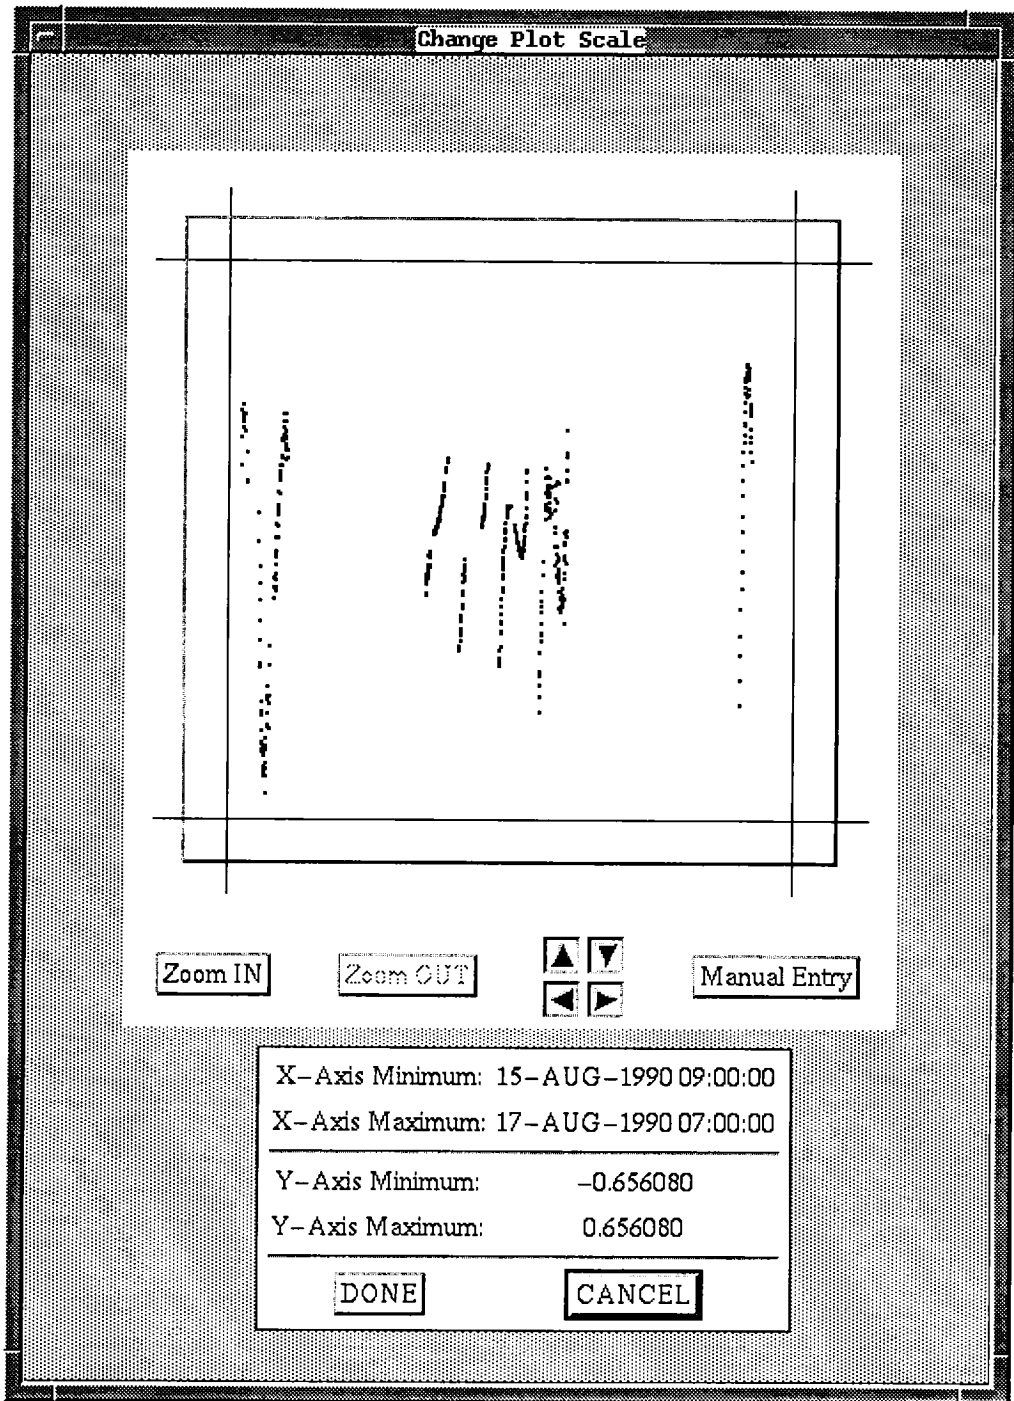 Change Plot Scale
Zoom IN
Zoom OUT
Manual Entry
X-Axis Minimum: 15-AUG-1990 09:00:00
X-Axis Maximum: 17-AUG-1990 07:00:00
Y-Axis Minimum: -0.656080
Y-Axis Maximum: 0.656080
DONE
CANCEL